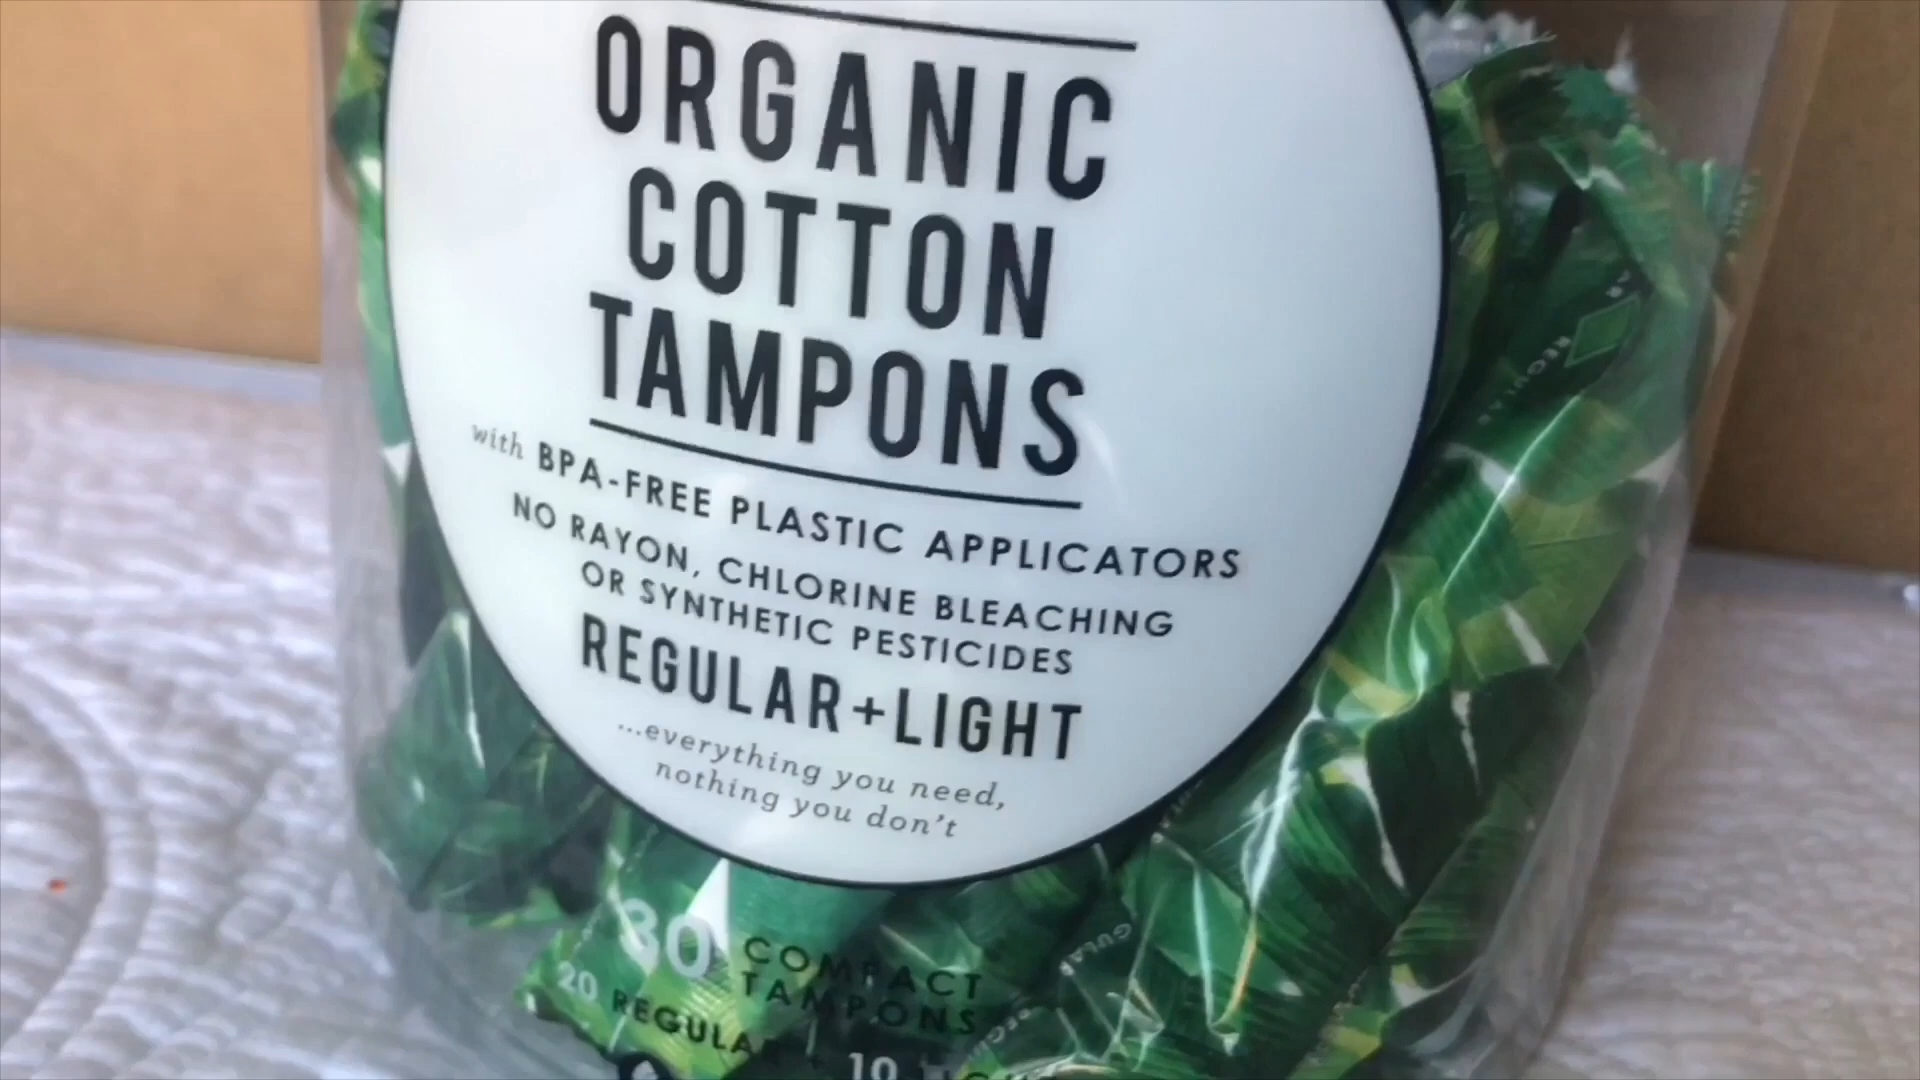 ORGANIC
COTTON
TAMPONS
with BPA-FREE PLASTIC APPLICATORS
NO RAYON, CHLORINE BLEACHING
OR SYNTHETIC PESTICIDES
REGULAR+LIGHT
...everything you need,
nothing you don't
30 COMPACT
TAMPONS
20 REGULAR 10
REGULAR